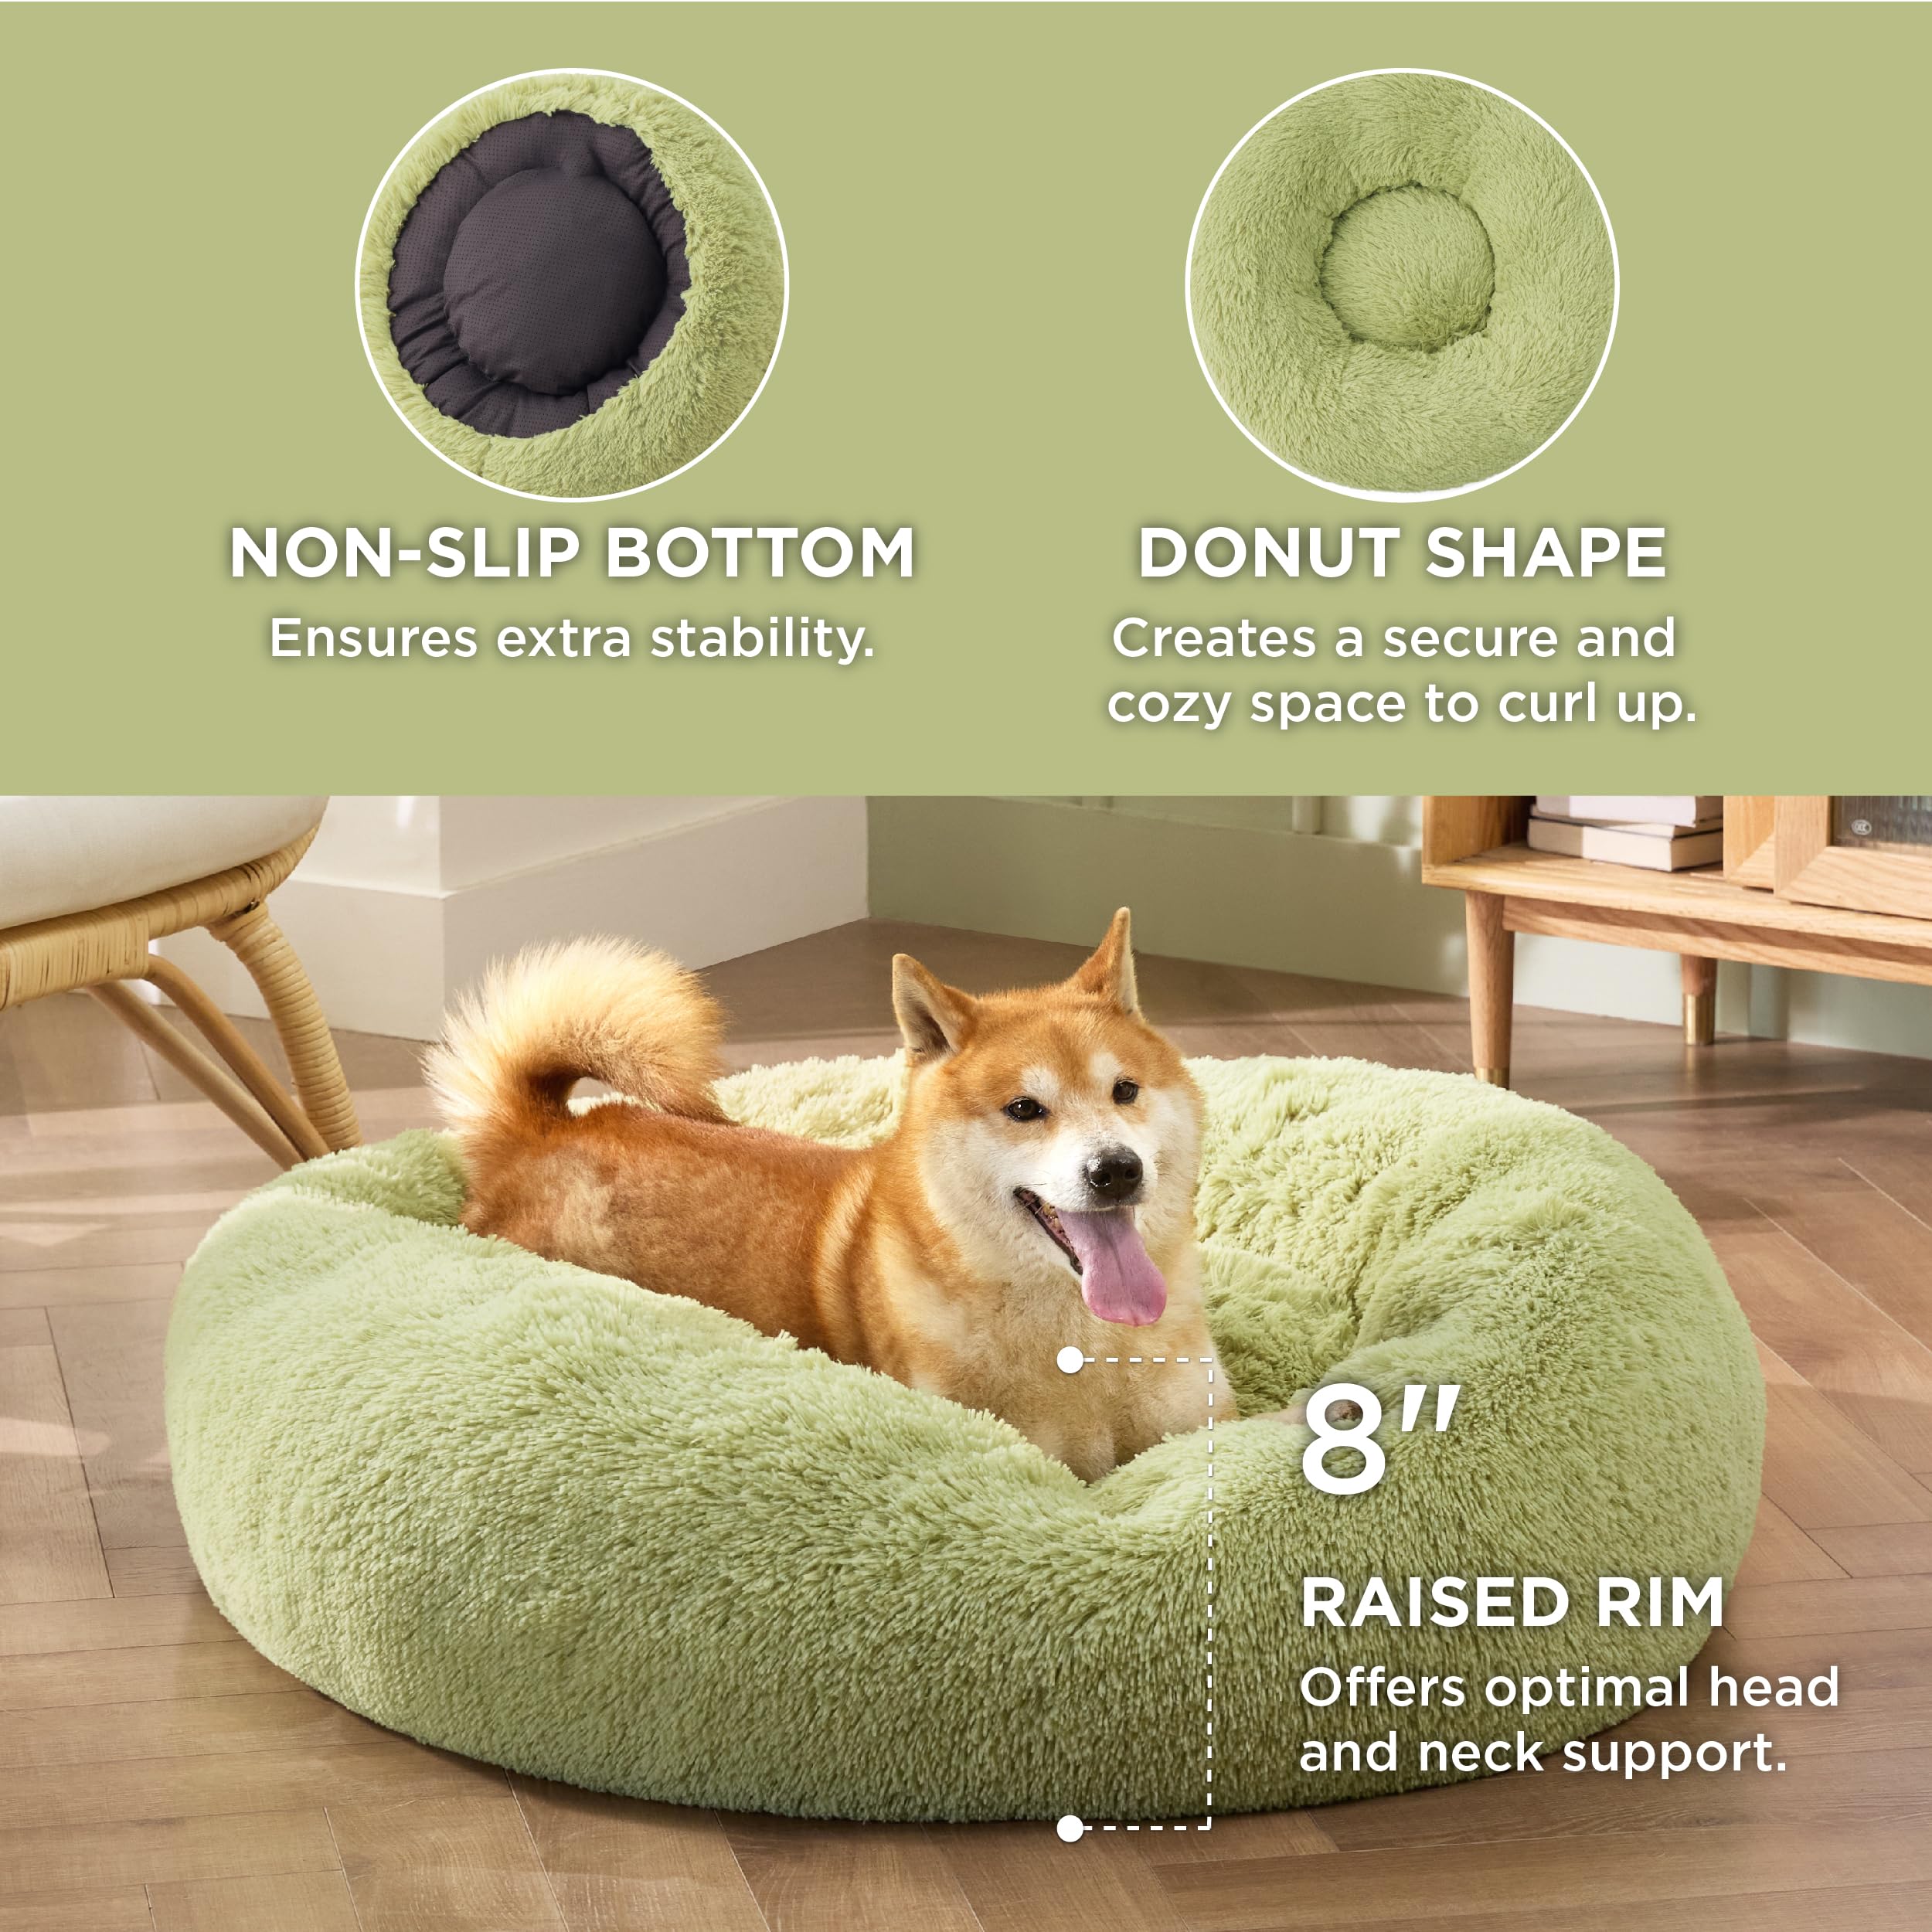 NON-SLIP BOTTOM
Ensures extra stability.
DONUT SHAPE
Creates a secure and
cozy space to curl up.
8"
RAISED RIM
Offers optimal head
and neck support.